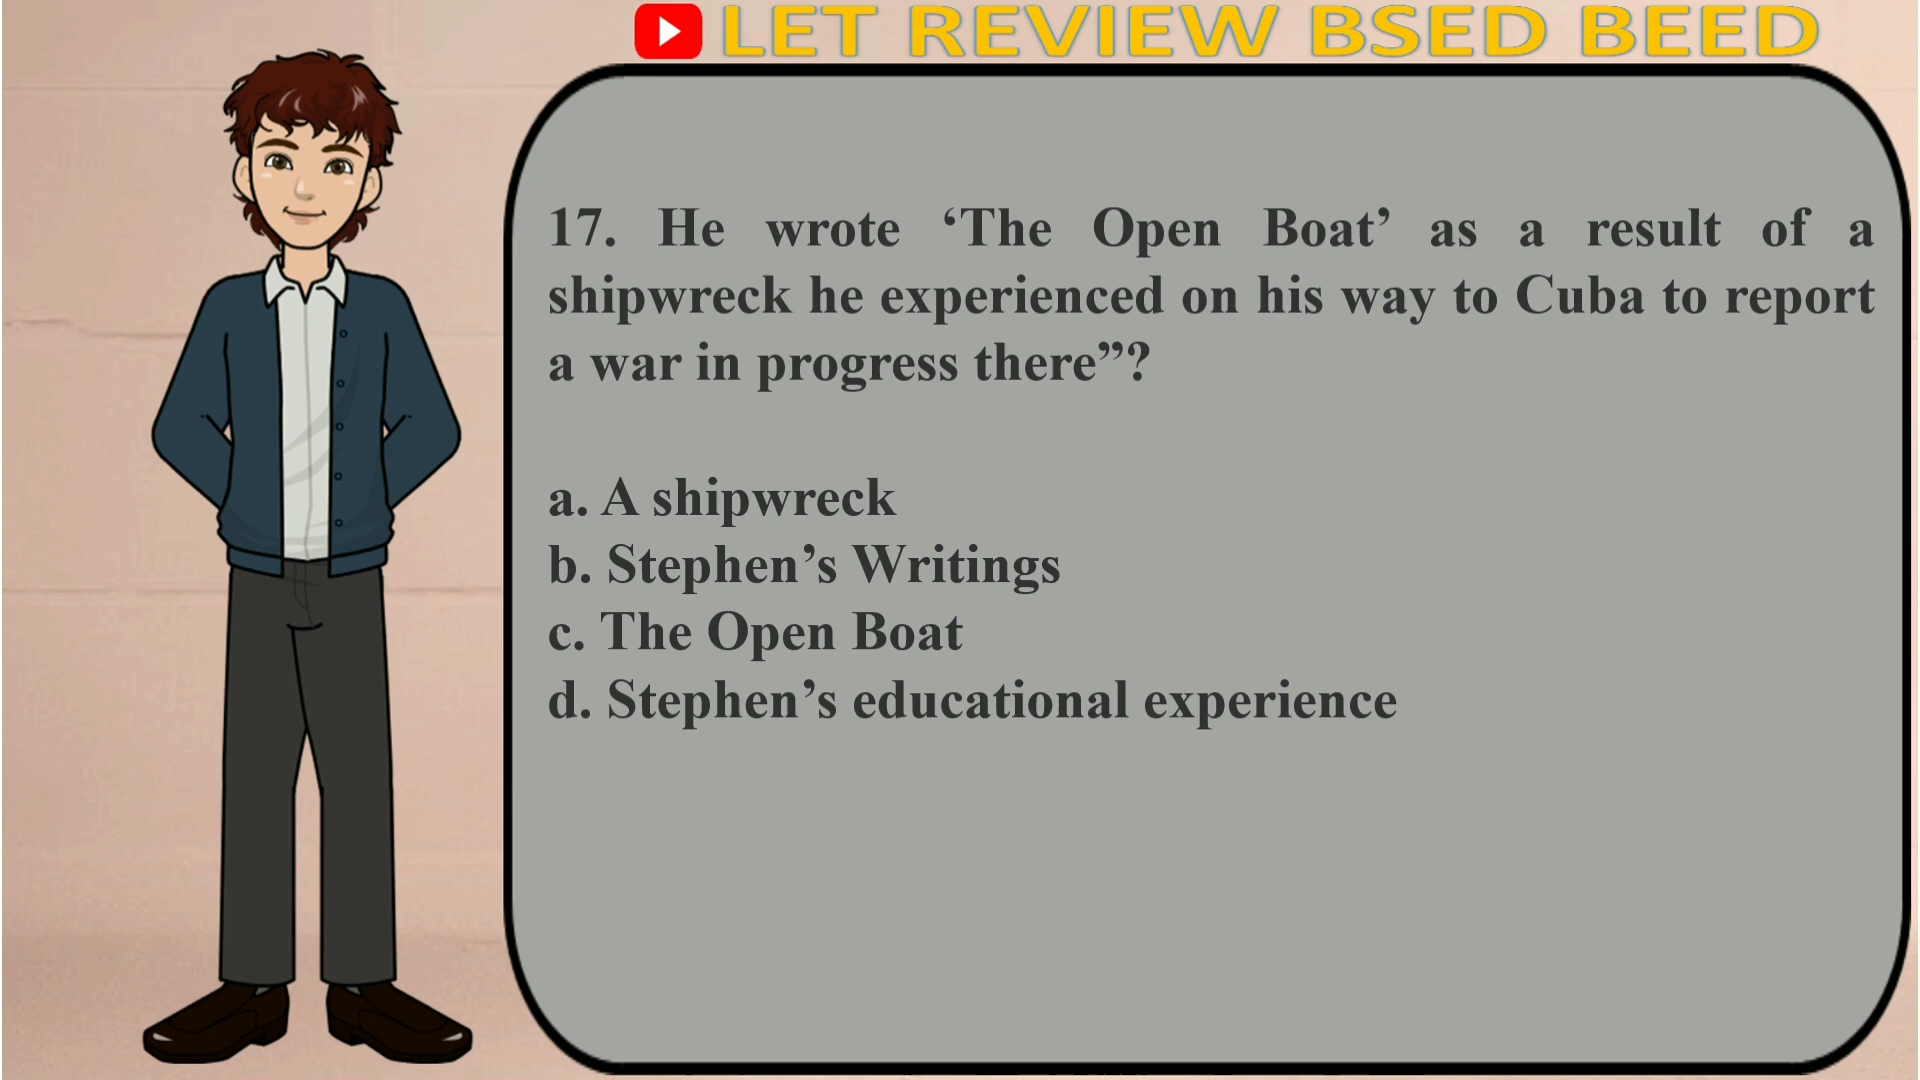 LET REVIEW BSED BEED
17. He wrote ‘The Open Boat’ as a result of a
shipwreck he experienced on his way to Cuba to report
a war in progress there”?
a. A shipwreck
b. Stephen’s Writings
c. The Open Boat
d. Stephen’s educational experience